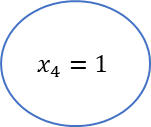 x₄ = 1